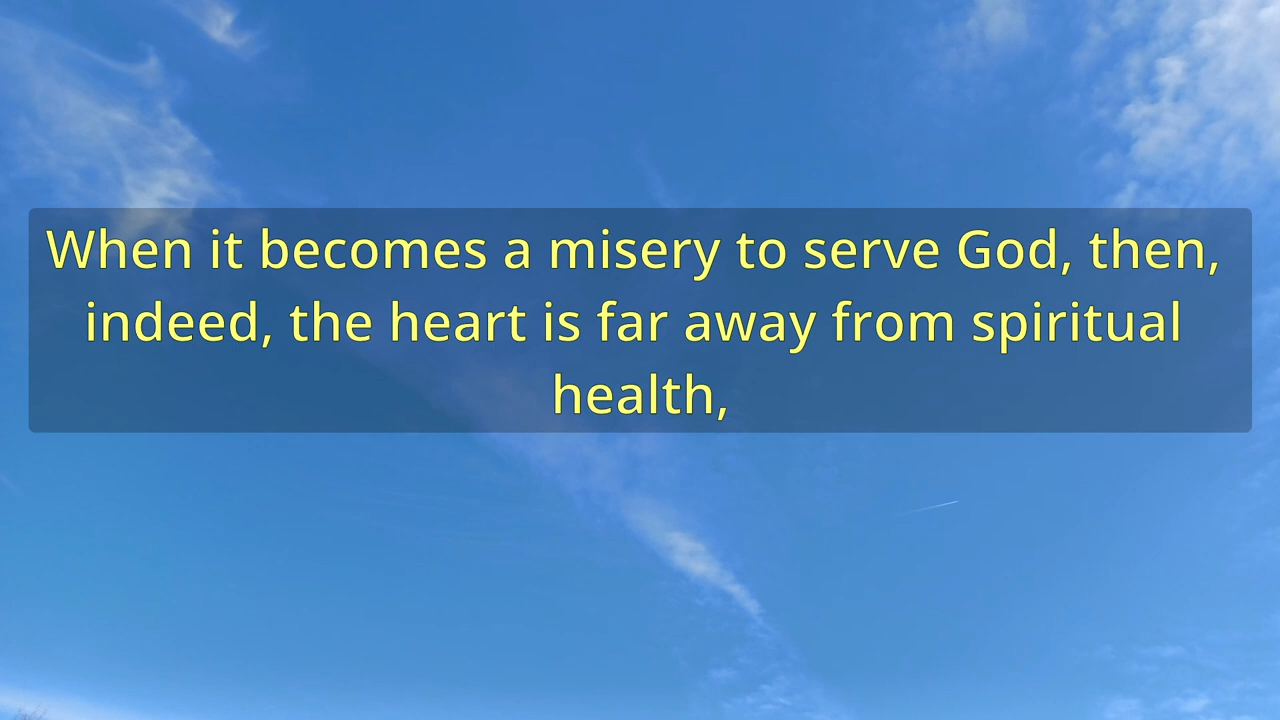 When it becomes a misery to serve God, then,
indeed, the heart is far away from spiritual
health,